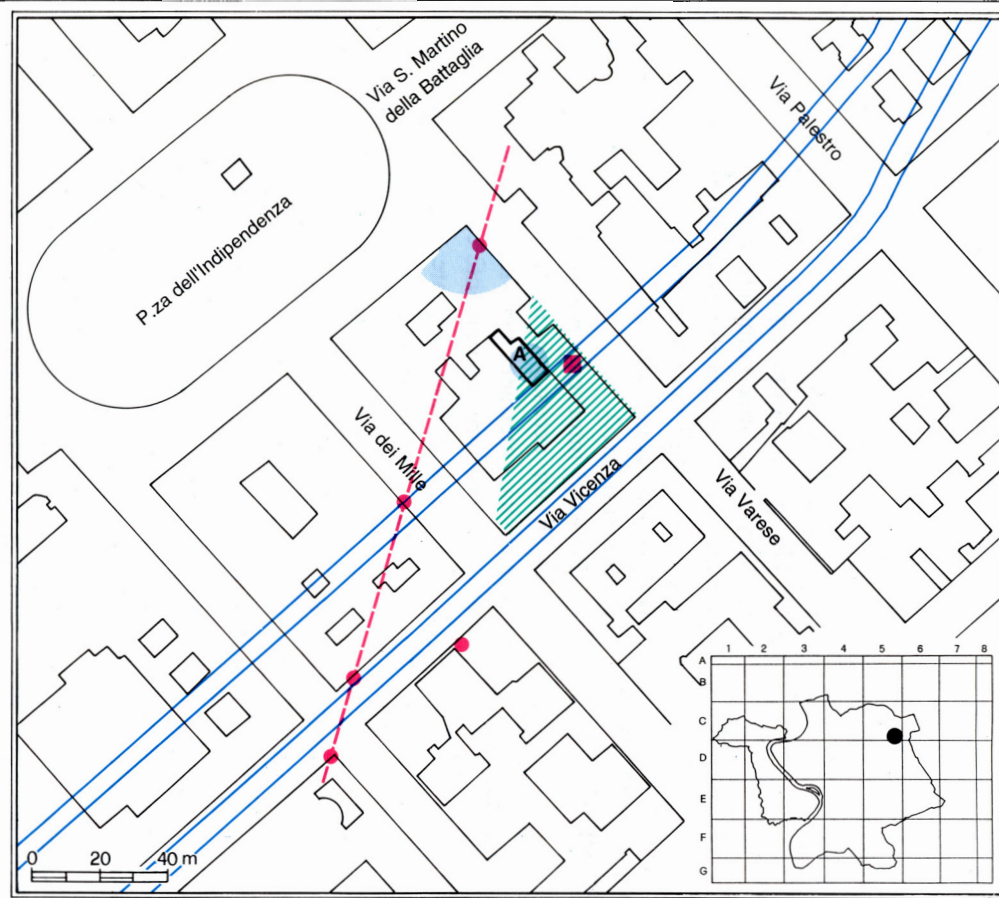 Via S. Martino
della Battaglia
Via Palestro
P.za dell'Indipendenza
A
Via dei Mille
Via Vicenza
Via Varese
0 20 40 m
1 2 3 4 5 6 7 8
A
B
C
D
E
F
G